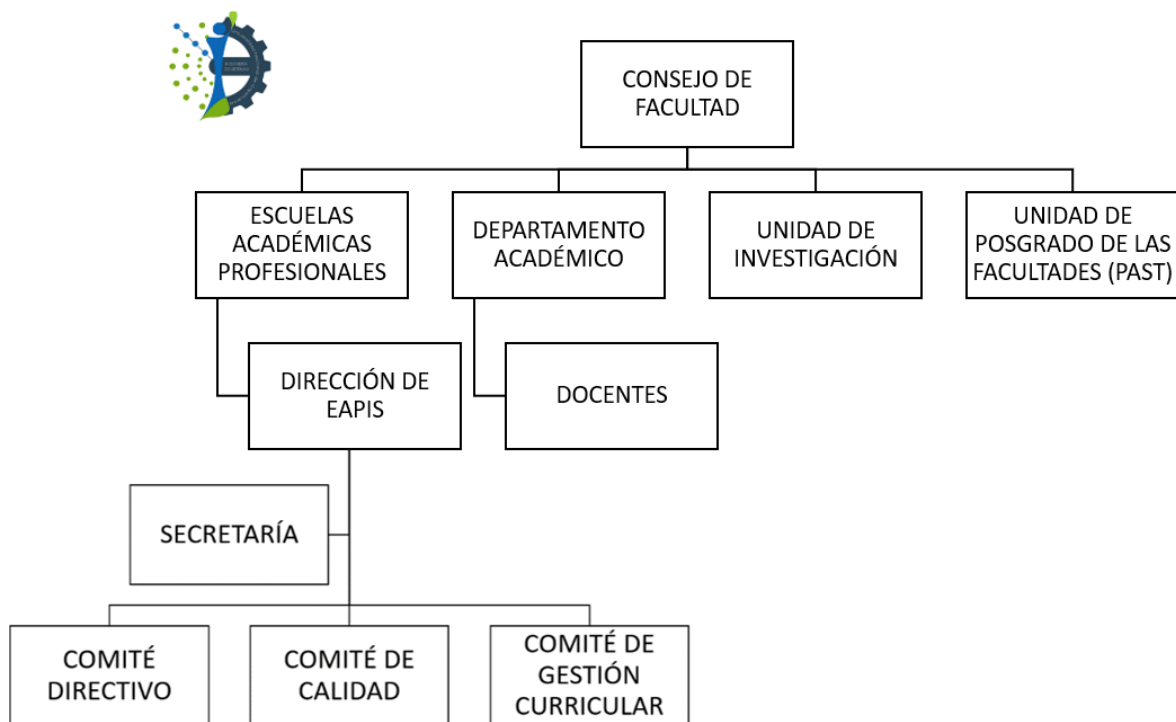 CONSEJO DE
FACULTAD
ESCUELAS
ACADÉMICAS
PROFESIONALES
DEPARTAMENTO
ACADÉMICO
UNIDAD DE
INVESTIGACIÓN
UNIDAD DE
POSGRADO DE LAS
FACULTADES (PAST)
DIRECCIÓN DE
EAPIS
DOCENTES
SECRETARÍA
COMITÉ
DIRECTIVO
COMITÉ DE
CALIDAD
COMITÉ DE
GESTIÓN
CURRICULAR